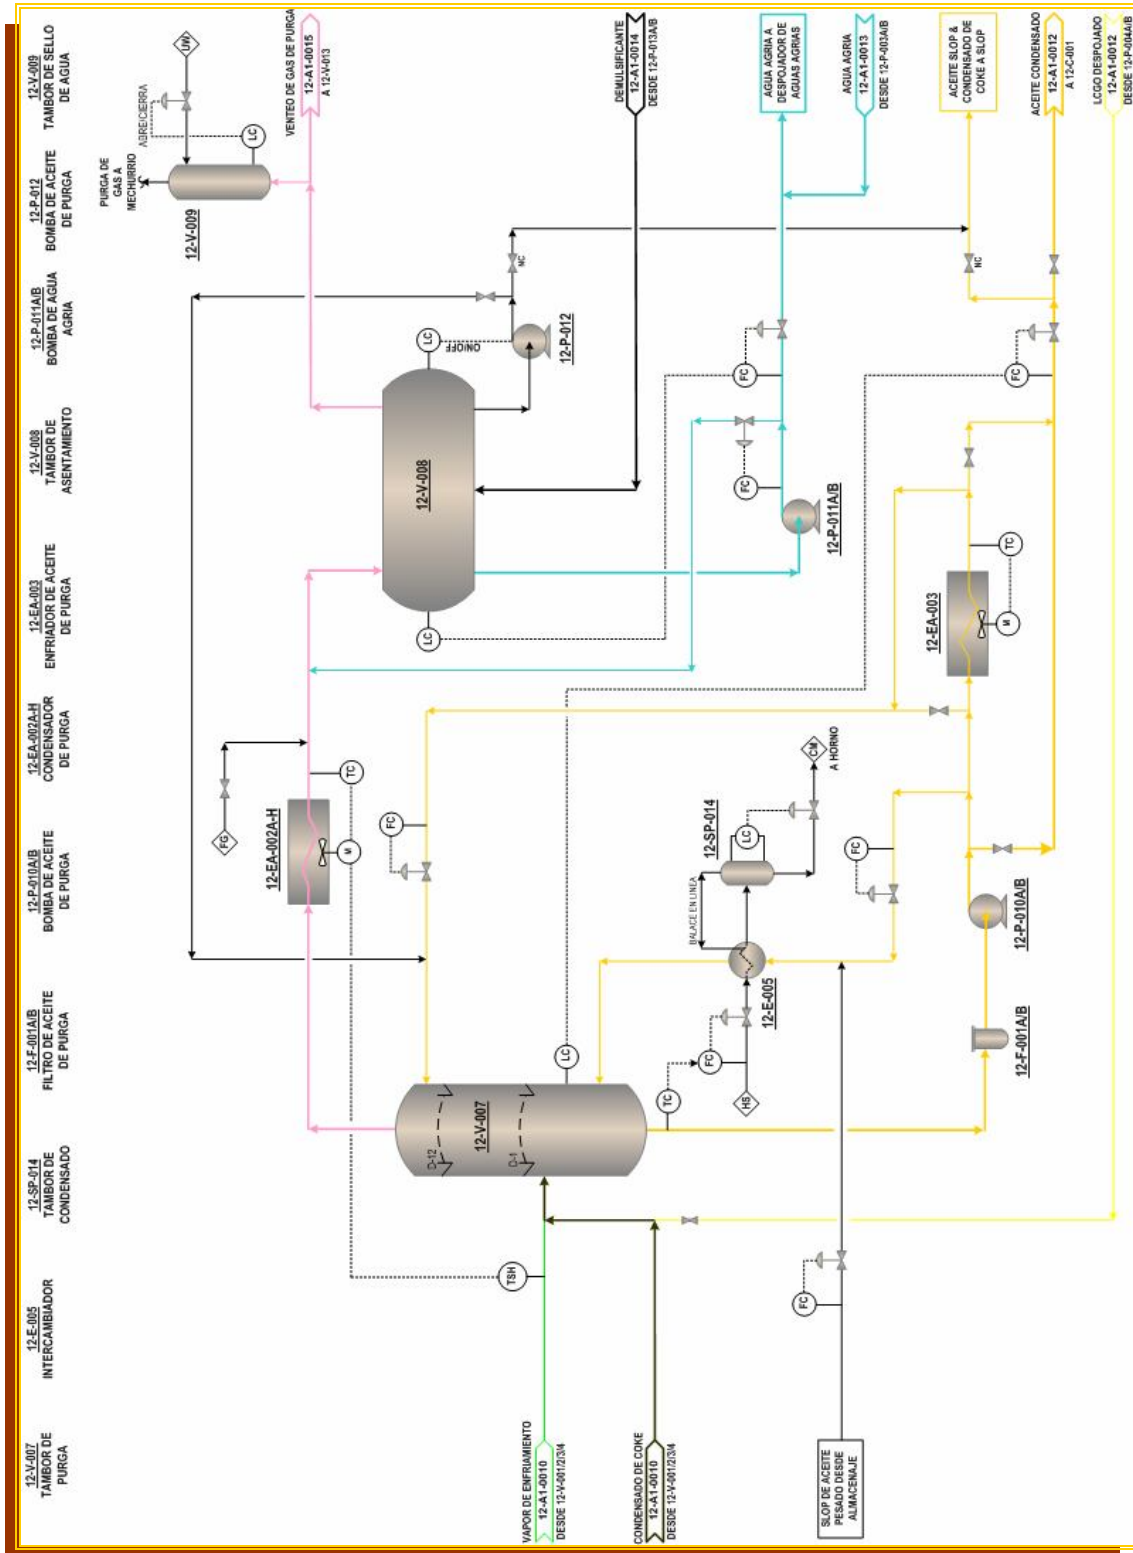 12-V-007
TAMBOR DE
PURGA
12-E-005
INTERCAMBIADOR
12-SP-014
TAMBOR DE
CONDENSADO
12-F-001A/B
FILTRO DE ACEITE
DE PURGA
12-P-010A/B
BOMBA DE ACEITE
DE PURGA
12-EA-002A-H
CONDENSADOR
DE PURGA
12-EA-003
ENFRIADOR DE ACEITE
DE PURGA
12-V-008
TAMBOR DE
ASENTAMIENTO
12-P-011A/B
BOMBA DE AGUA
AGRIA
12-P-012
BOMBA DE ACEITE
DE PURGA
12-V-009
TAMBOR DE SELLO
DE AGUA
UW
ABRE/CIERRA
LC
PURGA DE
GAS A
MECHURRIO
12-V-009
VENTEO DE GAS DE PURGA
12-A1-0015
A 12-V-013
FG
12-EA-002A-H
TC
M
FC
LC
ON/OFF
12-P-012
NC
12-V-008
LC
DEMULSIFICANTE
12-A1-0014
DESDE 12-P-013A/B
AGUA AGRIA A
DESPOJADOR DE
AGUAS AGRIAS
AGUA AGRIA
12-A1-0013
DESDE 12-P-003A/B
FC
FC
12-P-011A/B
ACEITE SLOP &
CONDENSADO DE
COKE A SLOP
NC
ACEITE CONDENSADO
12-A1-0012
A 12-C-001
LCGO DESPOJADO
12-A1-0012
DESDE 12-P-004A/B
FC
TC
M
12-EA-003
CM
A HORNO
12-SP-014
LC
BALACE EN LINEA
12-E-005
FC
12-P-010A/B
12-F-001A/B
LC
FC
TC
HS
D-12
12-V-007
D-1
TSH
FC
VAPOR DE ENFRIAMIENTO
12-A1-0010
DESDE 12-V-001/2/3/4
CONDENSADO DE COKE
12-A1-0010
DESDE 12-V-001/2/3/4
SLOP DE ACEITE
PESADO DESDE
ALMACENAJE